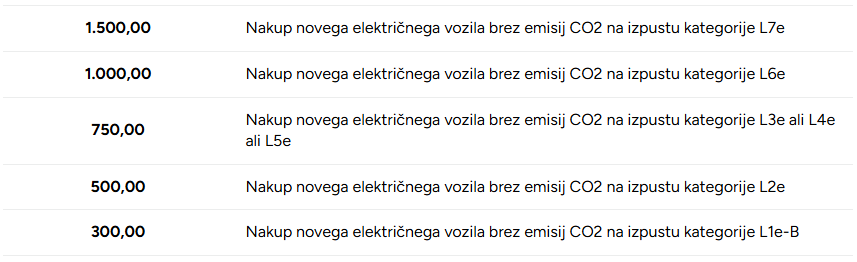 1.500,00 Nakup novega električnega vozila brez emisij CO2 na izpustu kategorije L7e
1.000,00 Nakup novega električnega vozila brez emisij CO2 na izpustu kategorije L6e
750,00 Nakup novega električnega vozila brez emisij CO2 na izpustu kategorije L3e ali L4e
ali L5e
500,00 Nakup novega električnega vozila brez emisij CO2 na izpustu kategorije L2e
300,00 Nakup novega električnega vozila brez emisij CO2 na izpustu kategorije L1e-B